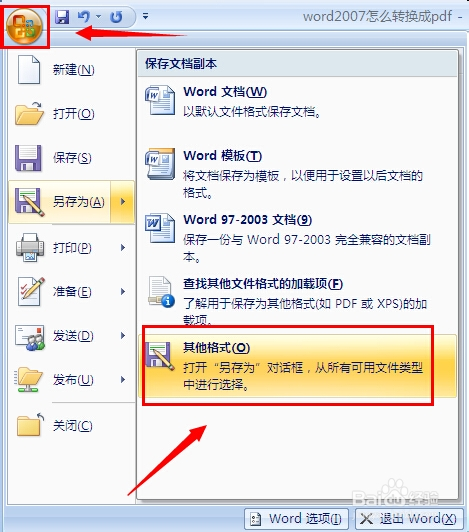 word2007怎么转换成pdf -
新建(N)
打开(O)
保存(S)
另存为(A)
打印(P)
准备(E)
发送(D)
发布(U)
关闭(C)
保存文档副本
Word 文档(W)
以默认文件格式保存文档。
Word 模板(T)
将文档保存为模板，以便用于设置以后文档的
格式。
Word 97-2003 文档(9)
保存一份与 Word 97-2003 完全兼容的文档副
本。
查找其他文件格式的加载项(F)
了解用于保存为其他格式(如 PDF 或 XPS)的加
载项。
其他格式(O)
打开“另存为”对话框，从所有可用文件类型
中进行选择。
Baidu经验
Word 选项(I)
退出 Word(X)